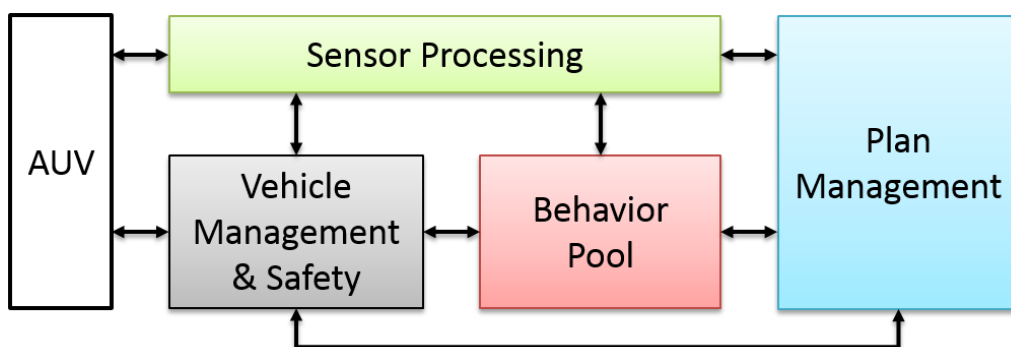 Sensor Processing
AUV
Vehicle
Management
& Safety
Behavior
Pool
Plan
Management